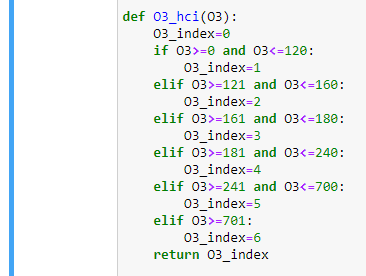 def O3_hci(O3):
    O3_index=0
    if O3>=0 and O3<=120:
        O3_index=1
    elif O3>=121 and O3<=160:
        O3_index=2
    elif O3>=161 and O3<=180:
        O3_index=3
    elif O3>=181 and O3<=240:
        O3_index=4
    elif O3>=241 and O3<=700:
        O3_index=5
    elif O3>=701:
        O3_index=6
    return O3_index